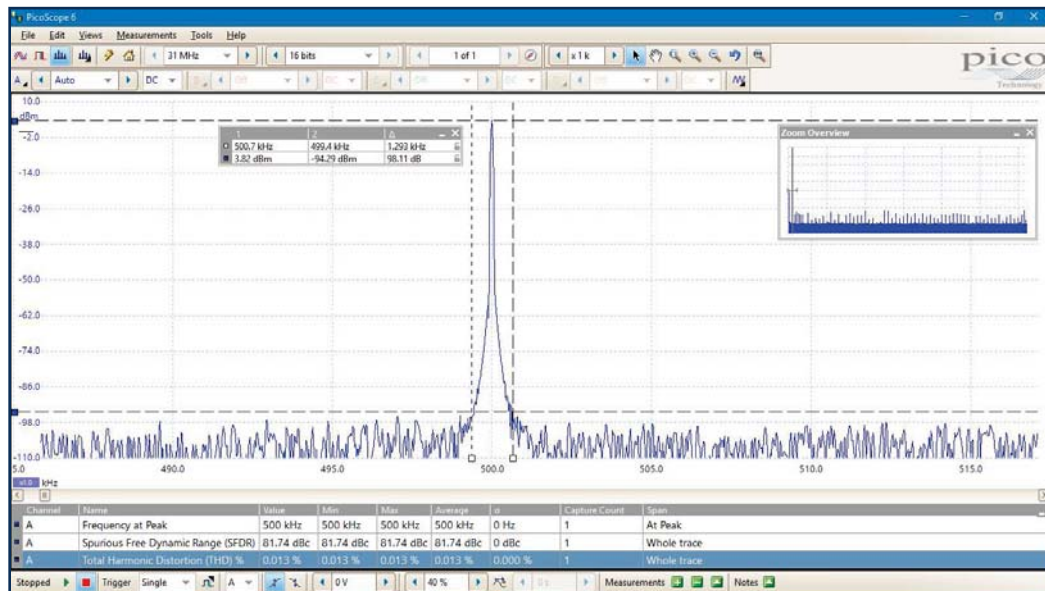 PicoScope 6
File Edit Views Measurements Tools Help
31 MHz 16 bits 1 of 1 x 1 k
pico
Technology
A Auto DC
10.0
dBm
-2.0
-14.0
-26.0
-38.0
-50.0
-62.0
-74.0
-86.0
-98.0
-110.0
1 2 Δ
500.7 kHz 499.4 kHz 1.293 kHz
3.82 dBm -94.29 dBm 98.11 dB
Zoom Overview
5.0 490.0 495.0 500.0 505.0 510.0 515.0
x1.0 kHz
Channel Name Value Min Max Average σ Capture Count Span
A Frequency at Peak 500 kHz 500 kHz 500 kHz 500 kHz 0 Hz 1 At Peak
A Spurious Free Dynamic Range (SFDR) 81.74 dBc 81.74 dBc 81.74 dBc 81.74 dBc 0 dBc 1 Whole trace
A Total Harmonic Distortion (THD) % 0.013 % 0.013 % 0.013 % 0.013 % 0.000 % 1 Whole trace
Stopped Trigger Single A 0 V 40 % 0 s Measurements Notes